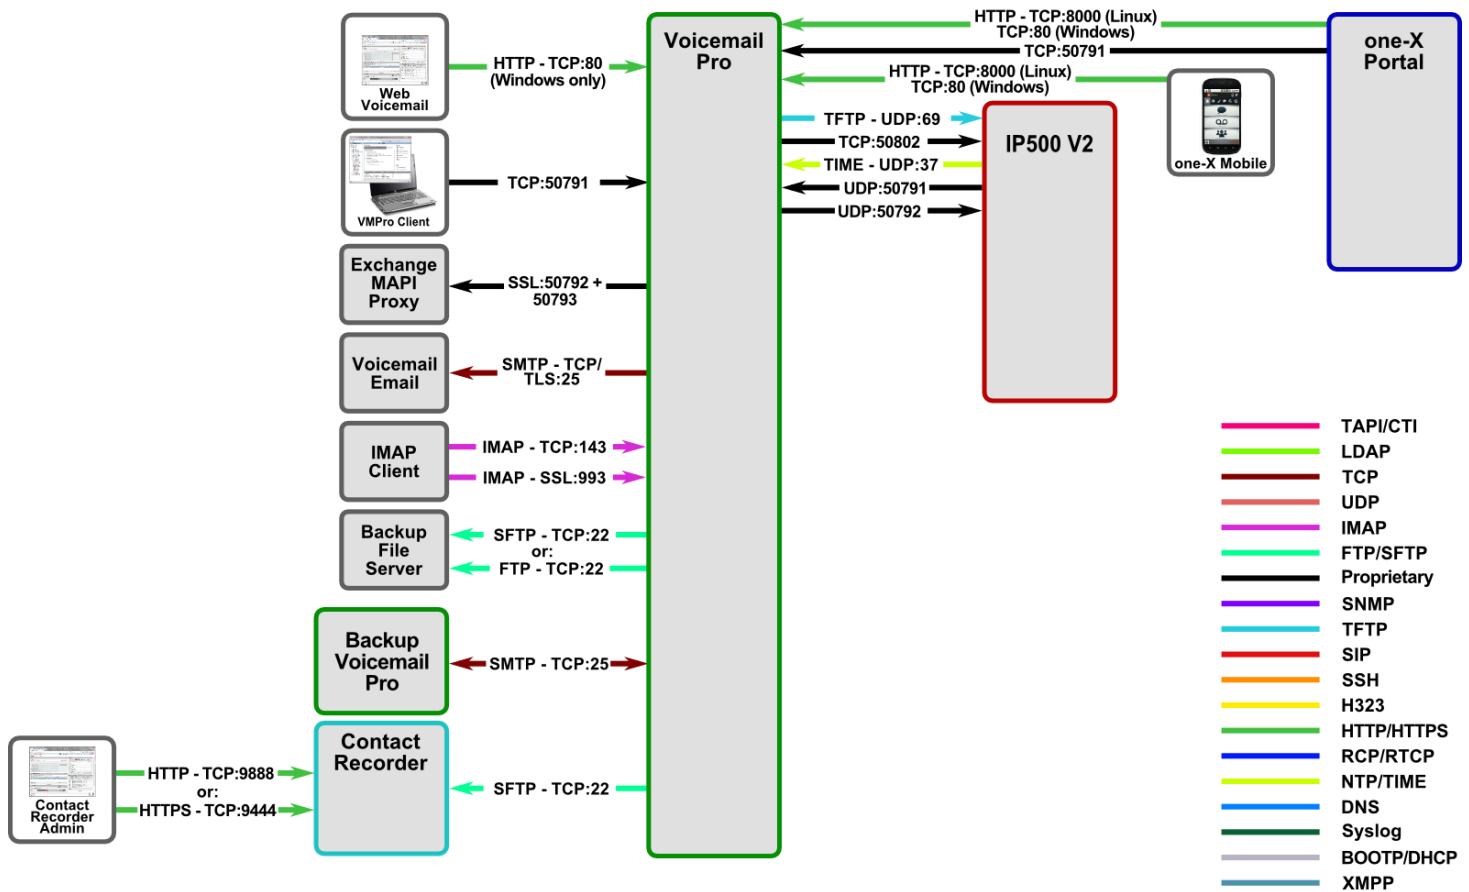 Web
Voicemail
HTTP - TCP:80
(Windows only)
Voicemail
Pro
HTTP - TCP:8000 (Linux)
TCP:80 (Windows)
TCP:50791
HTTP - TCP:8000 (Linux)
TCP:80 (Windows)
one-X
Portal
one-X Mobile
TFTP - UDP:69
TCP:50802
TIME - UDP:37
UDP:50791
UDP:50792
IP500 V2
VMPro Client
TCP:50791
Exchange
MAPI
Proxy
SSL:50792 +
50793
Voicemail
Email
SMTP - TCP/
TLS:25
IMAP
Client
IMAP - TCP:143
IMAP - SSL:993
Backup
File
Server
SFTP - TCP:22
or:
FTP - TCP:22
Backup
Voicemail
Pro
SMTP - TCP:25
Contact
Recorder
SFTP - TCP:22
Contact
Recorder
Admin
HTTP - TCP:9888
or:
HTTPS - TCP:9444
TAPI/CTI
LDAP
TCP
UDP
IMAP
FTP/SFTP
Proprietary
SNMP
TFTP
SIP
SSH
H323
HTTP/HTTPS
RCP/RTCP
NTP/TIME
DNS
Syslog
BOOTP/DHCP
XMPP